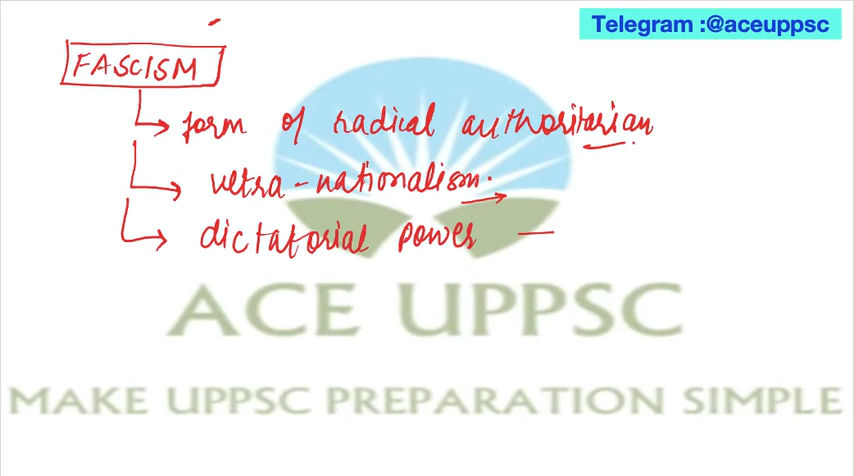 Telegram :@aceuppsc
FASCISM
form of radical authoritarian
ultra-nationalism.
dictatorial power —
ACE UPPSC
MAKE UPPSC PREPARATION SIMPLE